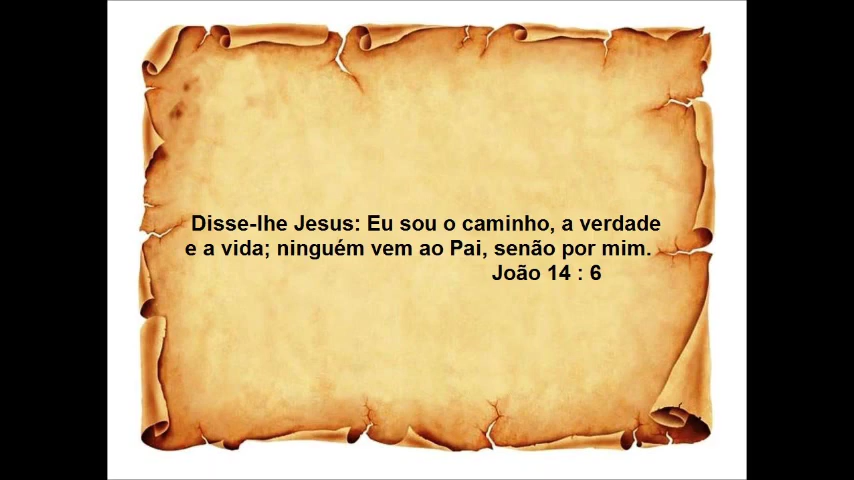 Disse-lhe Jesus: Eu sou o caminho, a verdade
e a vida; ninguém vem ao Pai, senão por mim.
João 14 : 6